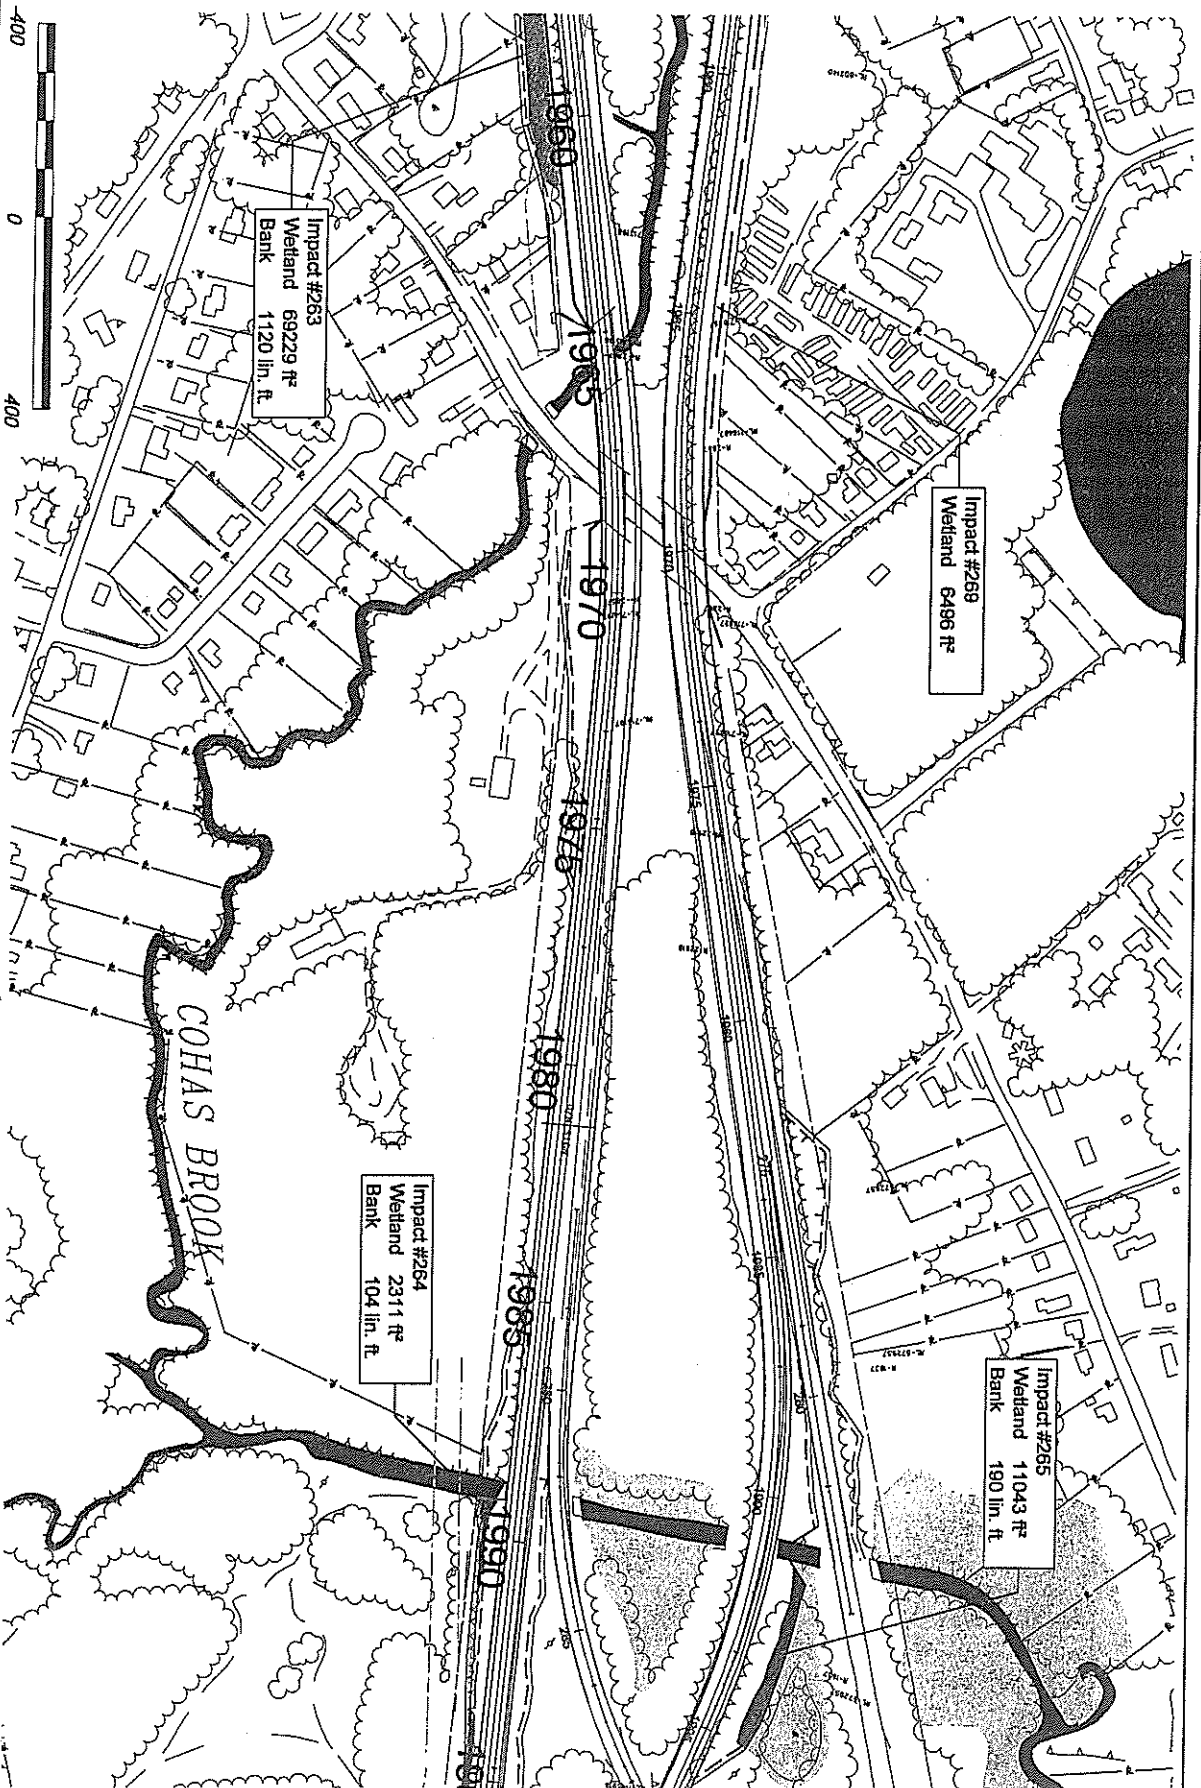 Impact #263
Wetland 69229 ft²
Bank 1120 lin. ft.
Impact #269
Wetland 6496 ft²
Impact #264
Wetland 2311 ft²
Bank 104 lin. ft.
Impact #265
Wetland 11043 ft²
Bank 190 lin. ft.
COHAS BROOK
1960
1965
1970
1975
1980
1985
1990
1970
1975
400
0
400